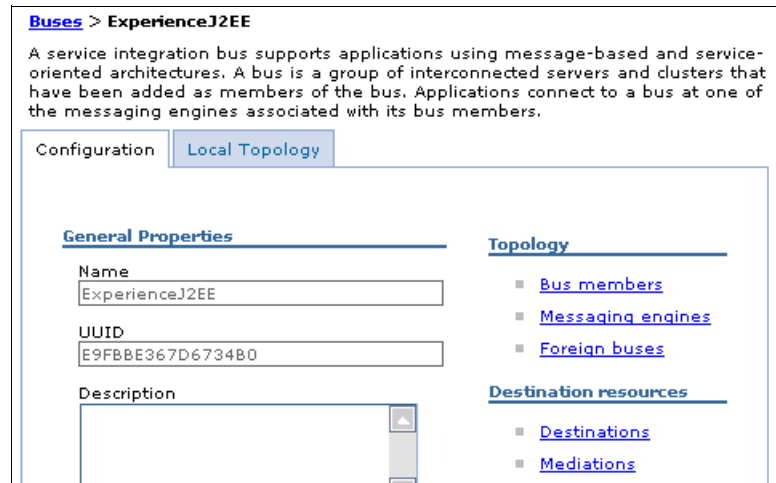 Buses > ExperienceJ2EE
A service integration bus supports applications using message-based and service-
oriented architectures. A bus is a group of interconnected servers and clusters that
have been added as members of the bus. Applications connect to a bus at one of
the messaging engines associated with its bus members.
Configuration Local Topology
General Properties
Name
ExperienceJ2EE
UUID
E9FBBE367D6734B0
Description
Topology
Bus members
Messaging engines
Foreign buses
Destination resources
Destinations
Mediations